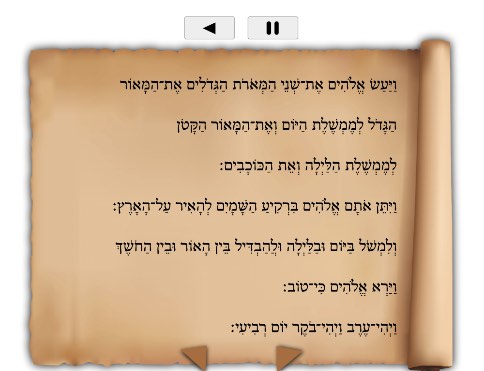 וַיַּעַשׂ אֱלֹהִים אֶת־שְׁנֵי הַמְּאֹרֹת הַגְּדֹלִים אֶת־הַמָּאוֹר
הַגָּדֹל לְמֶמְשֶׁלֶת הַיּוֹם וְאֶת־הַמָּאוֹר הַקָּטֹן
לְמֶמְשֶׁלֶת הַלַּיְלָה וְאֵת הַכּוֹכָבִים:
וַיִּתֵּן אֹתָם אֱלֹהִים בִּרְקִיעַ הַשָּׁמָיִם לְהָאִיר עַל־הָאָרֶץ:
וְלִמְשֹׁל בַּיּוֹם וּבַלַּיְלָה וּלְהַבְדִּיל בֵּין הָאוֹר וּבֵין הַחֹשֶׁךְ
וַיַּרְא אֱלֹהִים כִּי־טוֹב:
וַיְהִי־עֶרֶב וַיְהִי־בֹקֶר יוֹם רְבִיעִי: